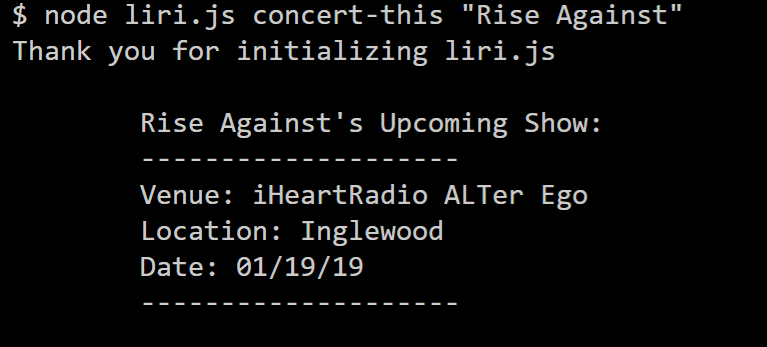 $ node liri.js concert-this "Rise Against"
Thank you for initializing liri.js
Rise Against's Upcoming Show:
--------------------
Venue: iHeartRadio ALTer Ego
Location: Inglewood
Date: 01/19/19
--------------------